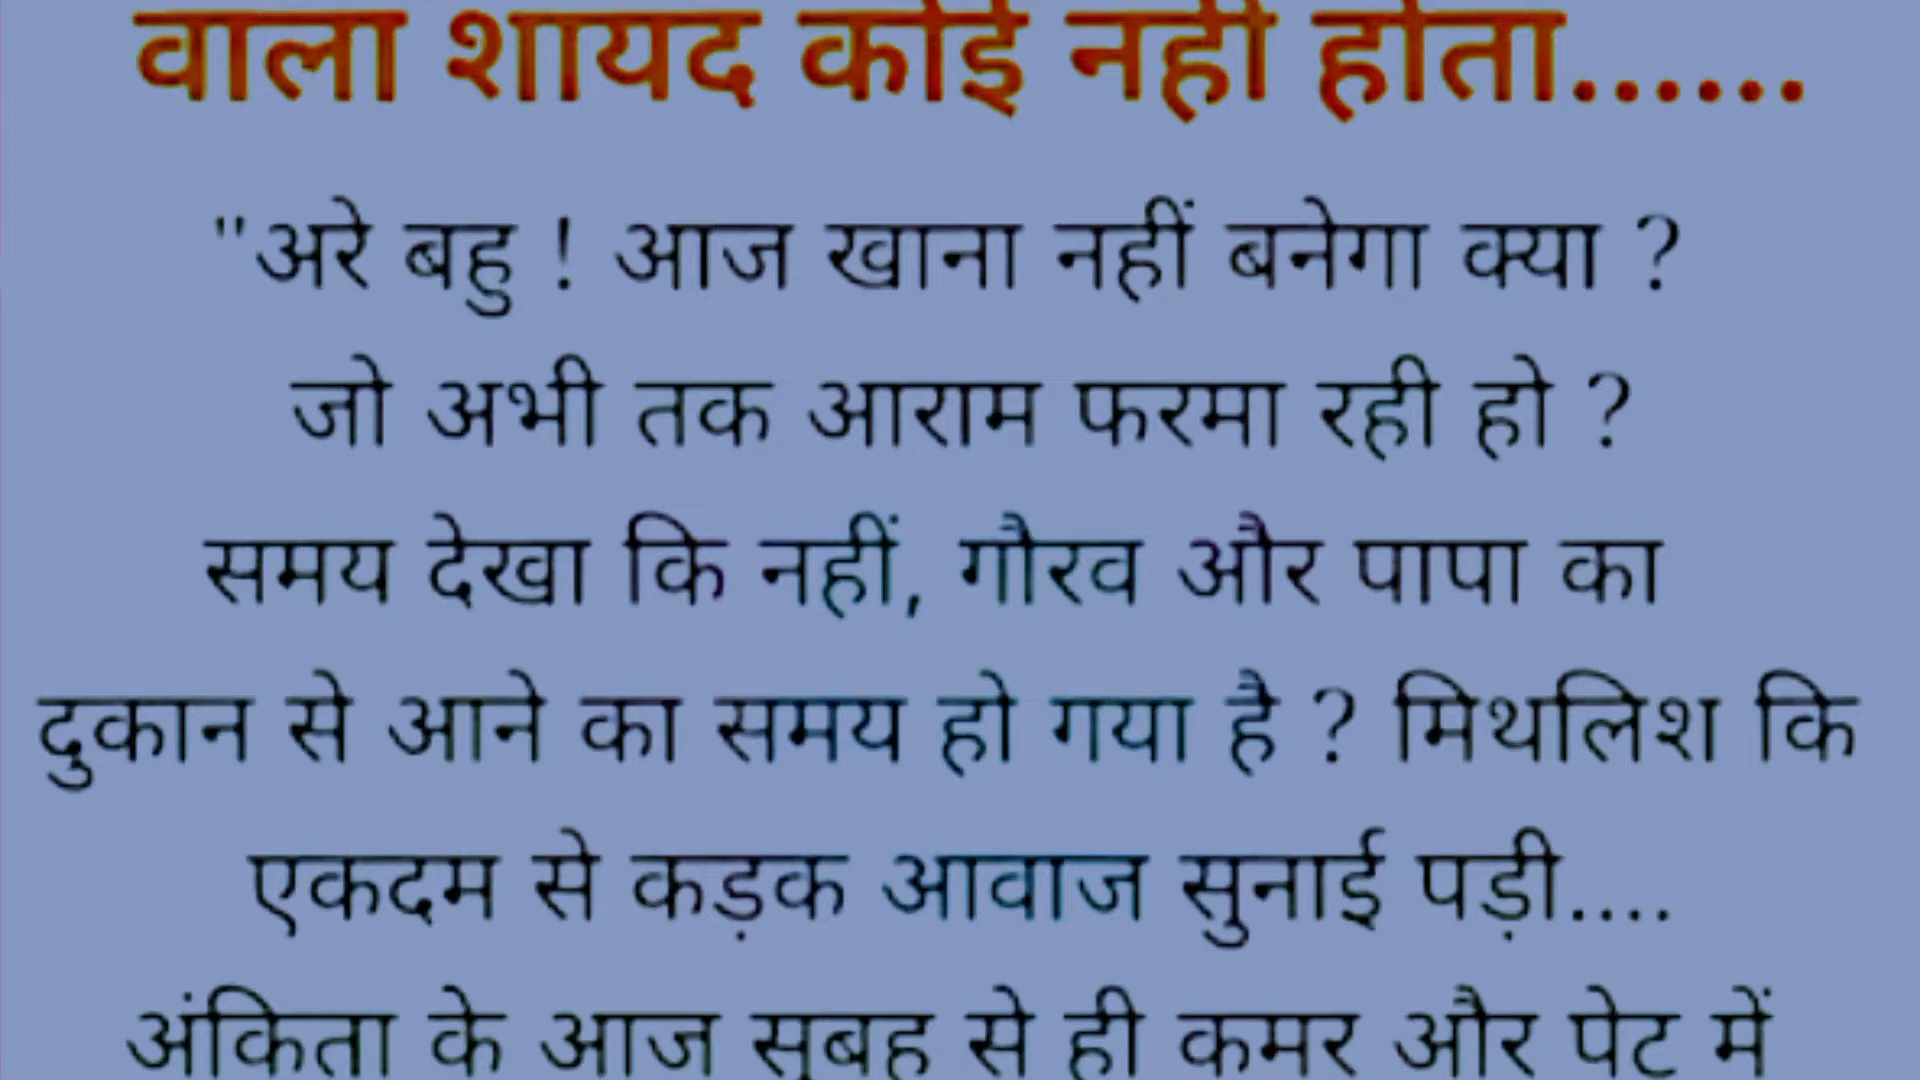 वाला शायद कोई नहीं होता......
"अरे बहु ! आज खाना नहीं बनेगा क्या ?
जो अभी तक आराम फरमा रही हो ?
समय देखा कि नहीं, गौरव और पापा का
दुकान से आने का समय हो गया है ? मिथलिश कि
एकदम से कड़क आवाज सुनाई पड़ी....
अंकिता के आज सुबह से ही कमर और पेट में